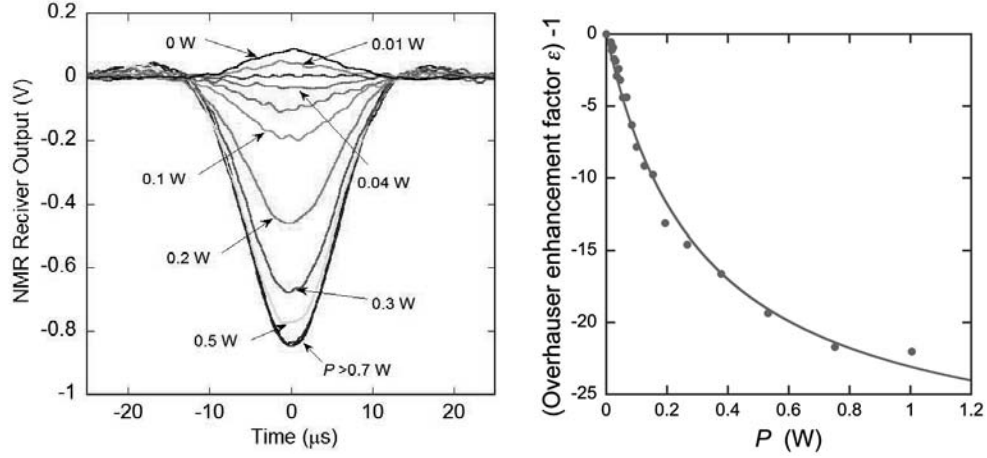 NMR Reciver Output (V)
0.2
0
-0.2
-0.4
-0.6
-0.8
-1
0 W
0.01 W
0.1 W
0.04 W
0.2 W
0.3 W
0.5 W
P >0.7 W
-20
-10
0
10
20
Time (μs)
(Overhauser enhancement factor ε) -1
0
-5
-10
-15
-20
-25
0
0.2
0.4
0.6
0.8
1
1.2
P (W)